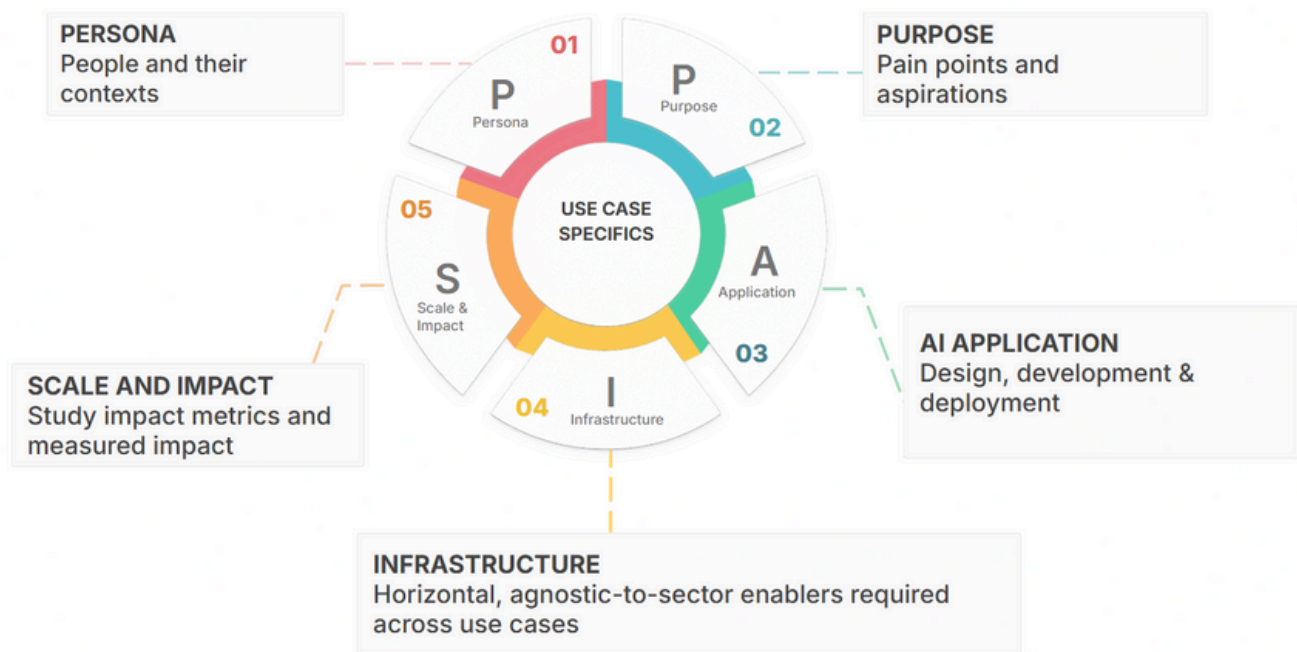 PERSONA
People and their
contexts
01
P
Persona
P
Purpose
02
PURPOSE
Pain points and
aspirations
USE CASE
SPECIFICS
05
S
Scale &
Impact
A
Application
03
AI APPLICATION
Design, development &
deployment
SCALE AND IMPACT
Study impact metrics and
measured impact
04
I
Infrastructure
INFRASTRUCTURE
Horizontal, agnostic-to-sector enablers required
across use cases